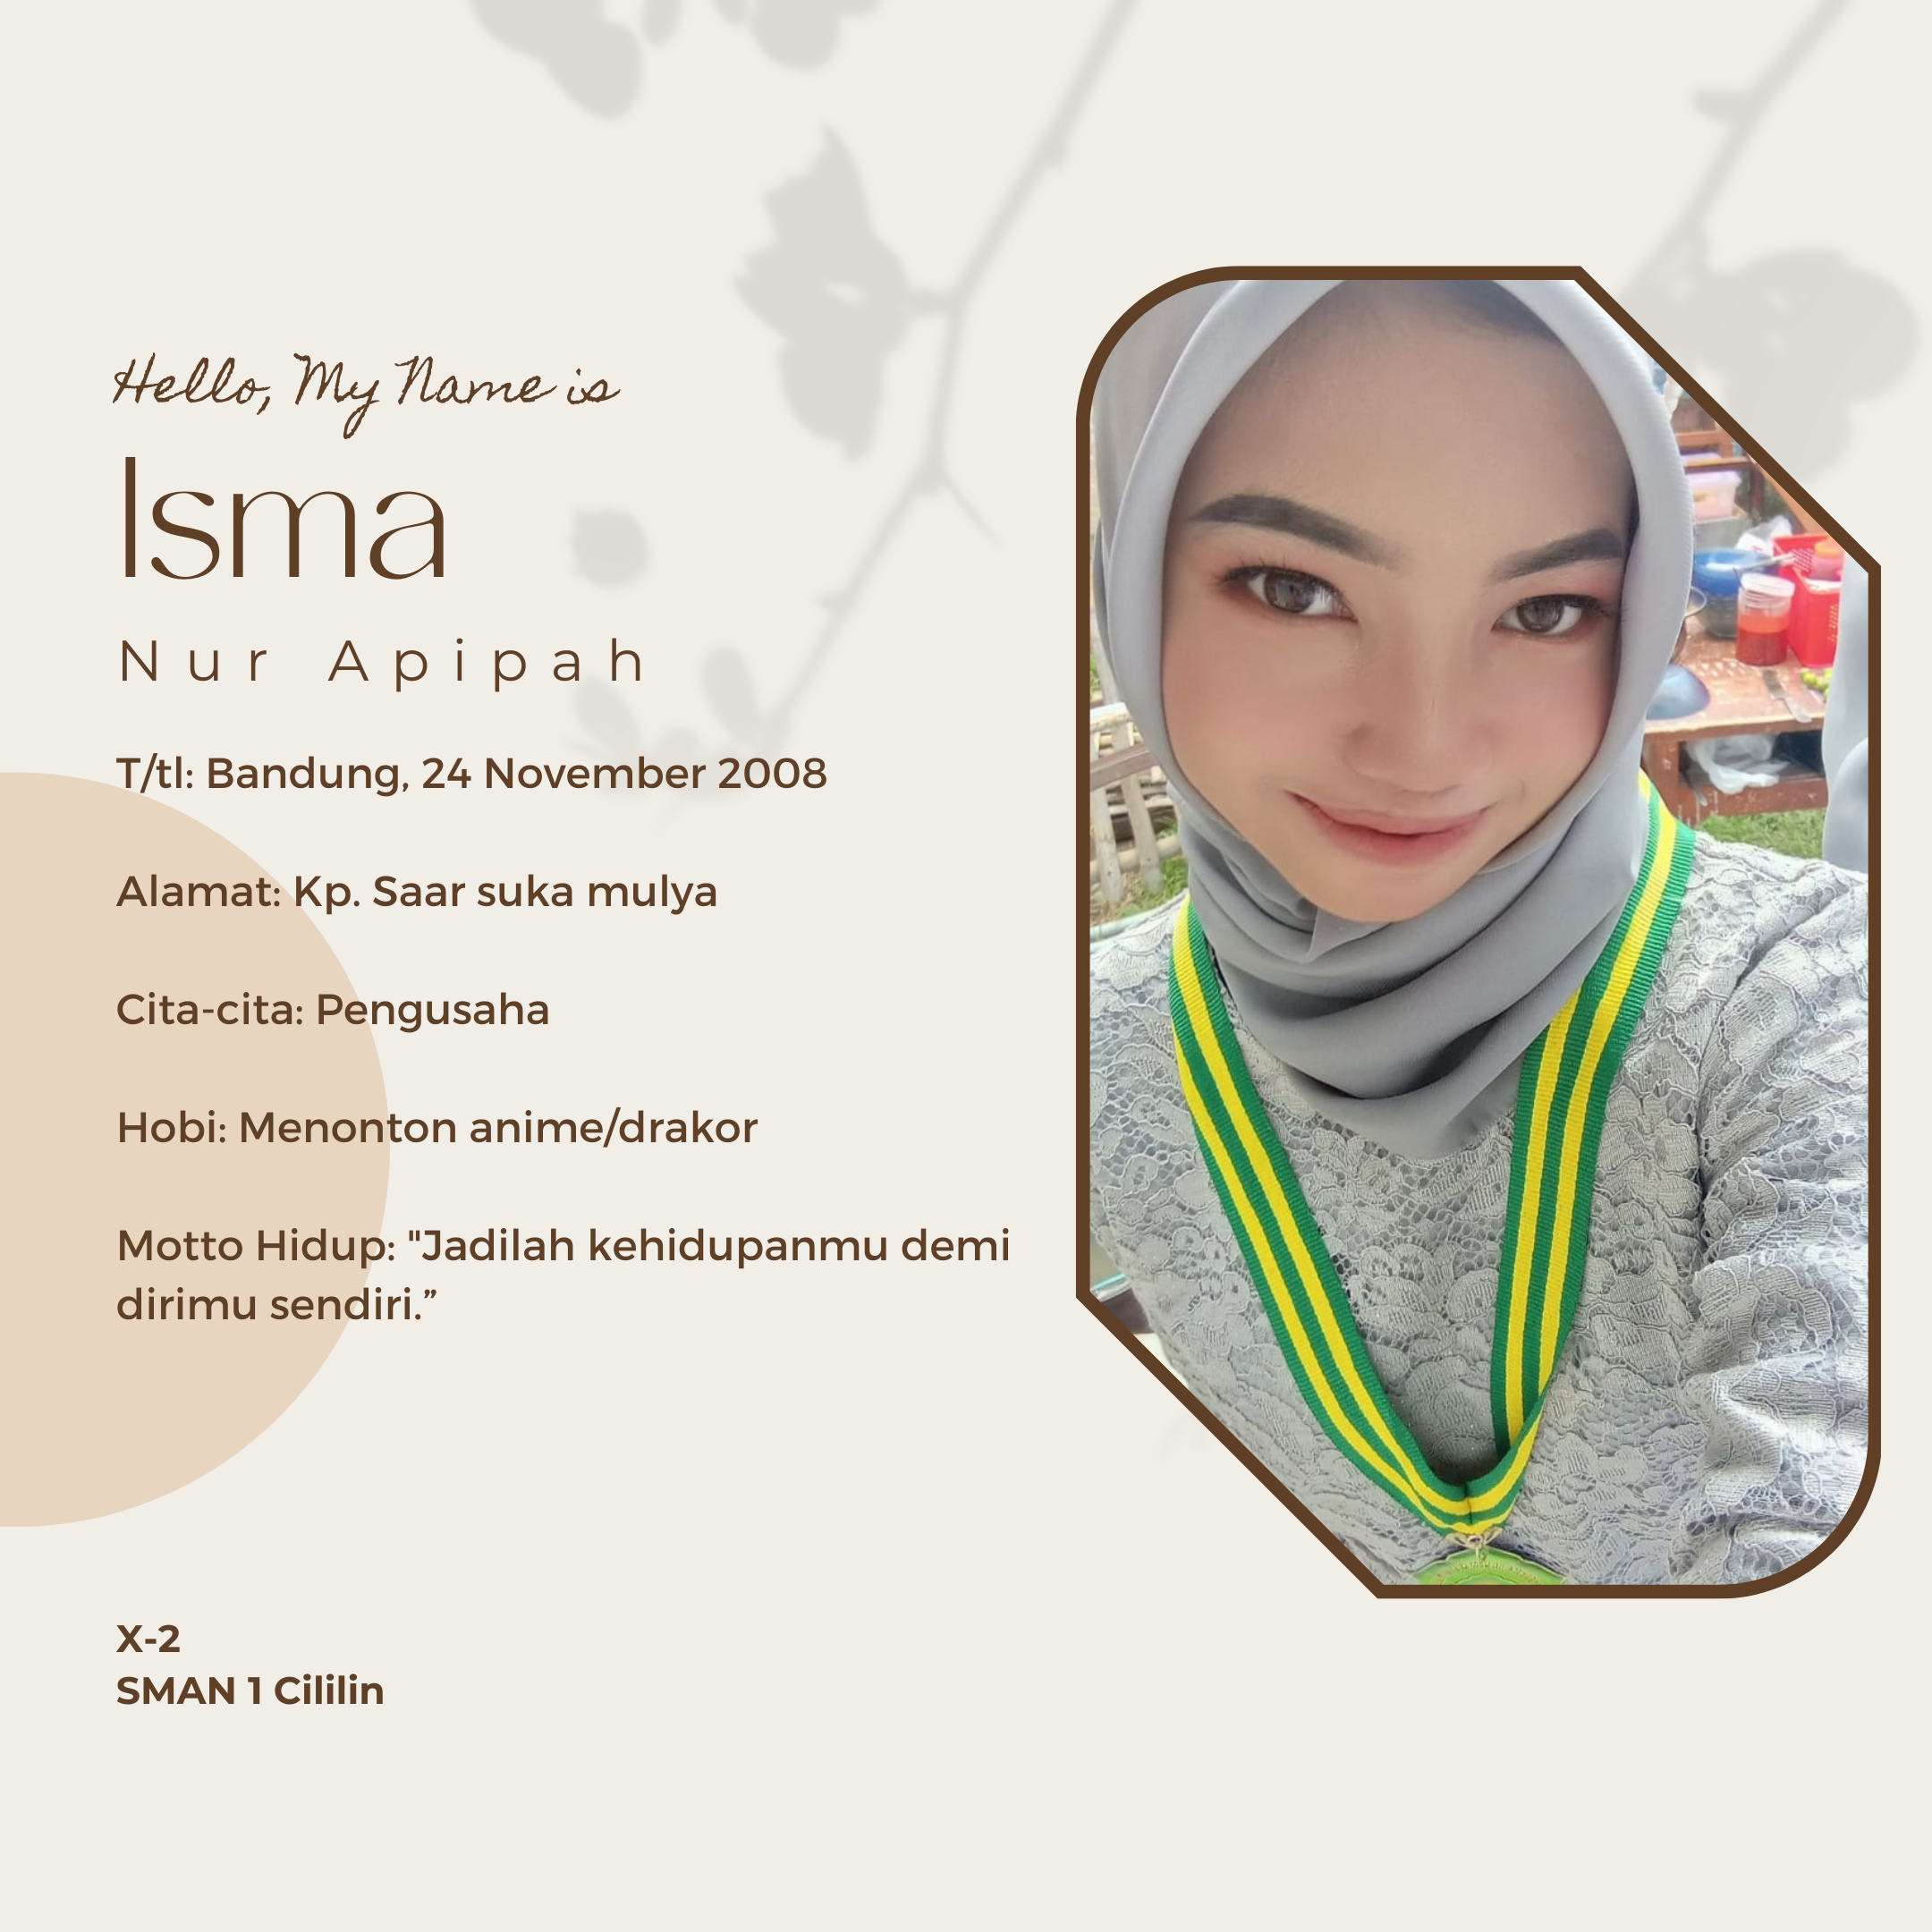 Hello, My Name is
Isma
Nur Apipah
T/tl: Bandung, 24 November 2008
Alamat: Kp. Saar suka mulya
Cita-cita: Pengusaha
Hobi: Menonton anime/drakor
Motto Hidup: "Jadilah kehidupanmu demi
dirimu sendiri.”
X-2
SMAN 1 Cililin